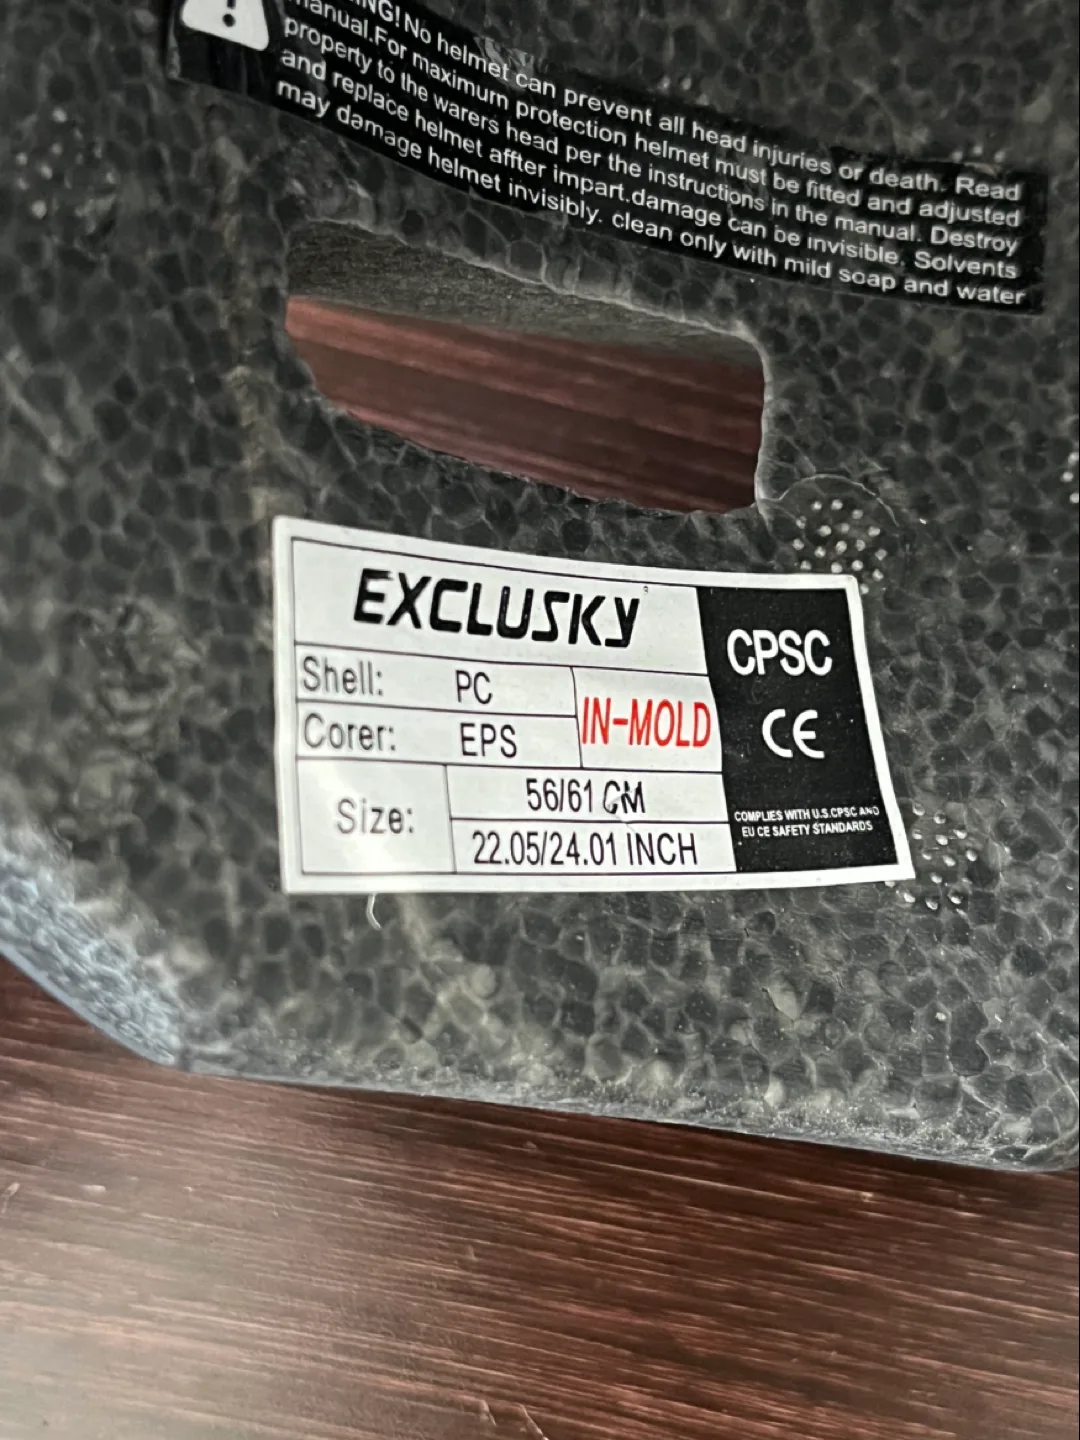 No helmet can prevent all head injuries or death. Read
manual.For maximum protection helmet must be fitted and adjusted
property to the warers head per the instructions in the manual. Destroy
and replace helmet affter impart.damage can be invisible. Solvents
may damage helmet invisibly. clean only with mild soap and water
EXCLUSKY
Shell: PC
Corer: EPS
IN-MOLD
Size:
56/61 CM
22.05/24.01 INCH
CPSC
CE
COMPLIES WITH U.S.CPSC AND
EU CE SAFETY STANDARDS